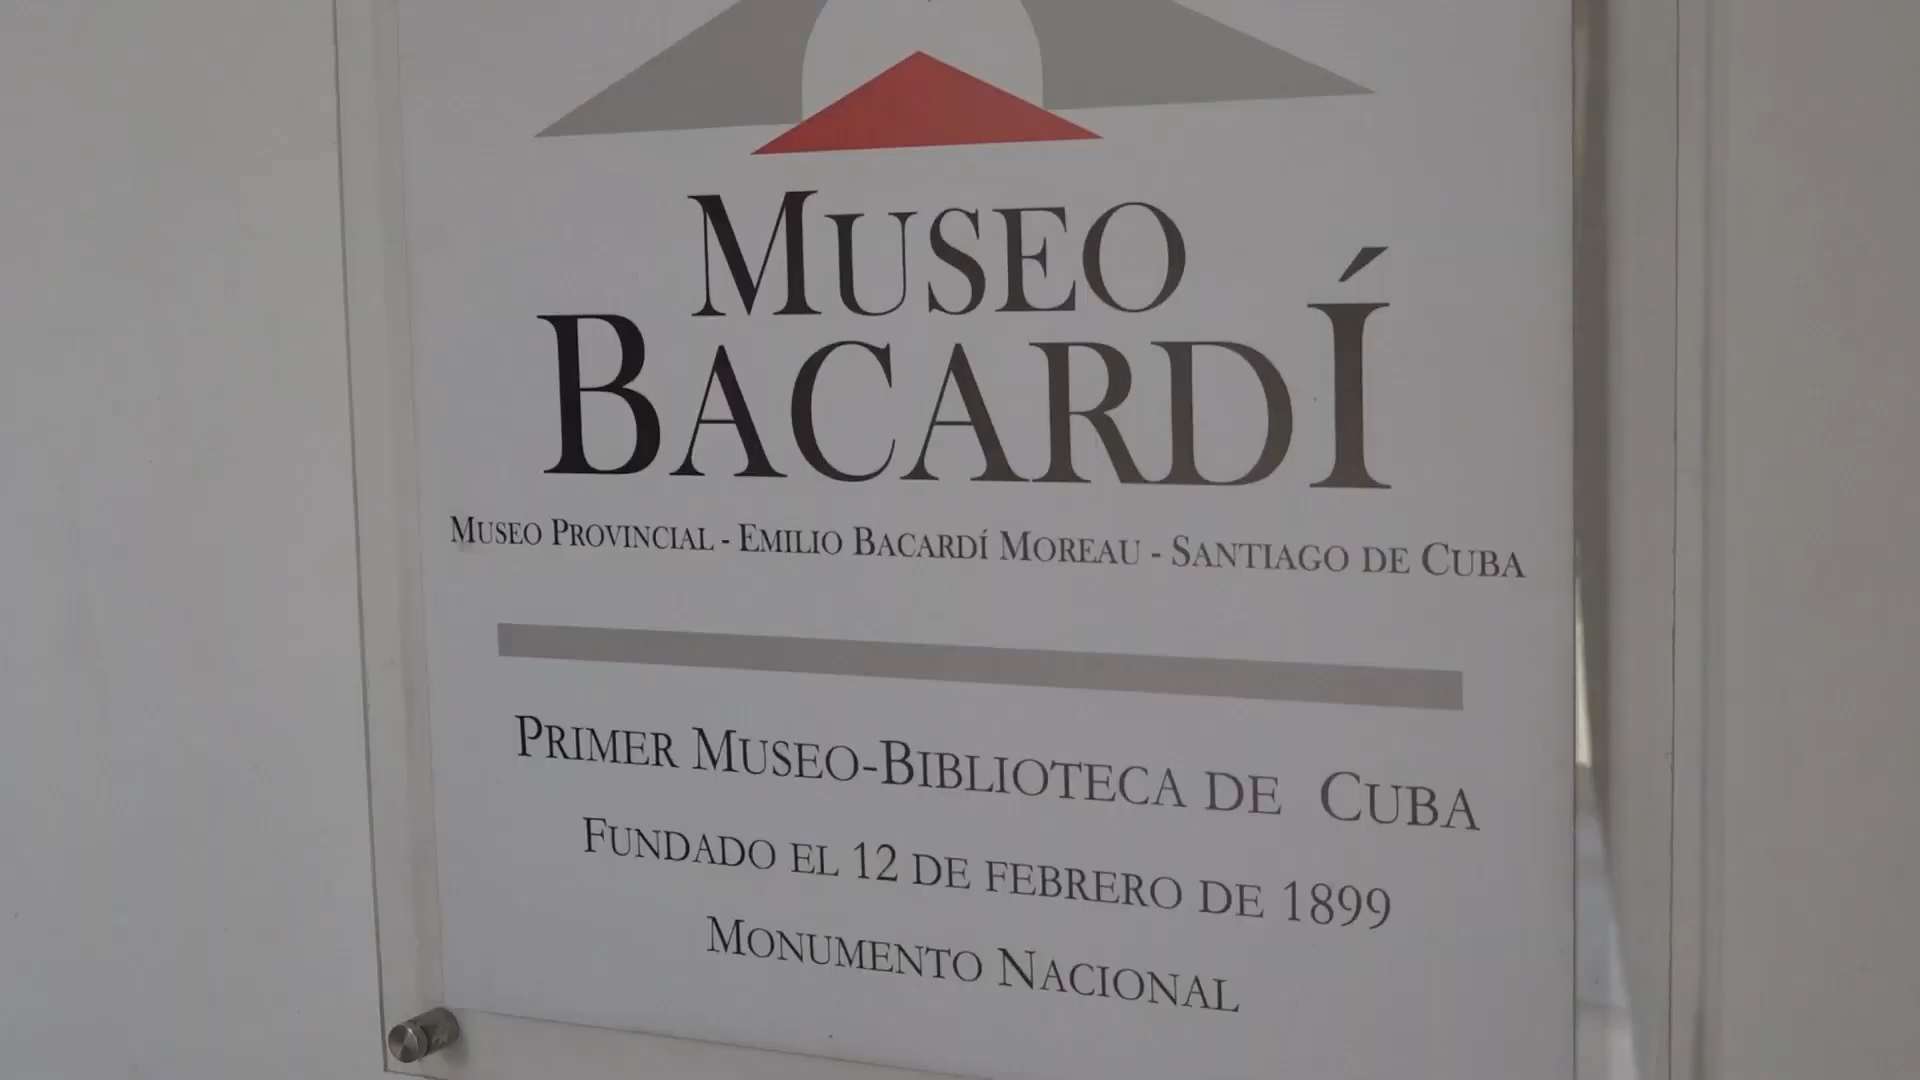 MUSEO
BACARDÍ
MUSEO PROVINCIAL - EMILIO BACARDÍ MOREAU - SANTIAGO DE CUBA
PRIMER MUSEO-BIBLIOTECA DE CUBA
FUNDADO EL 12 DE FEBRERO DE 1899
MONUMENTO NACIONAL